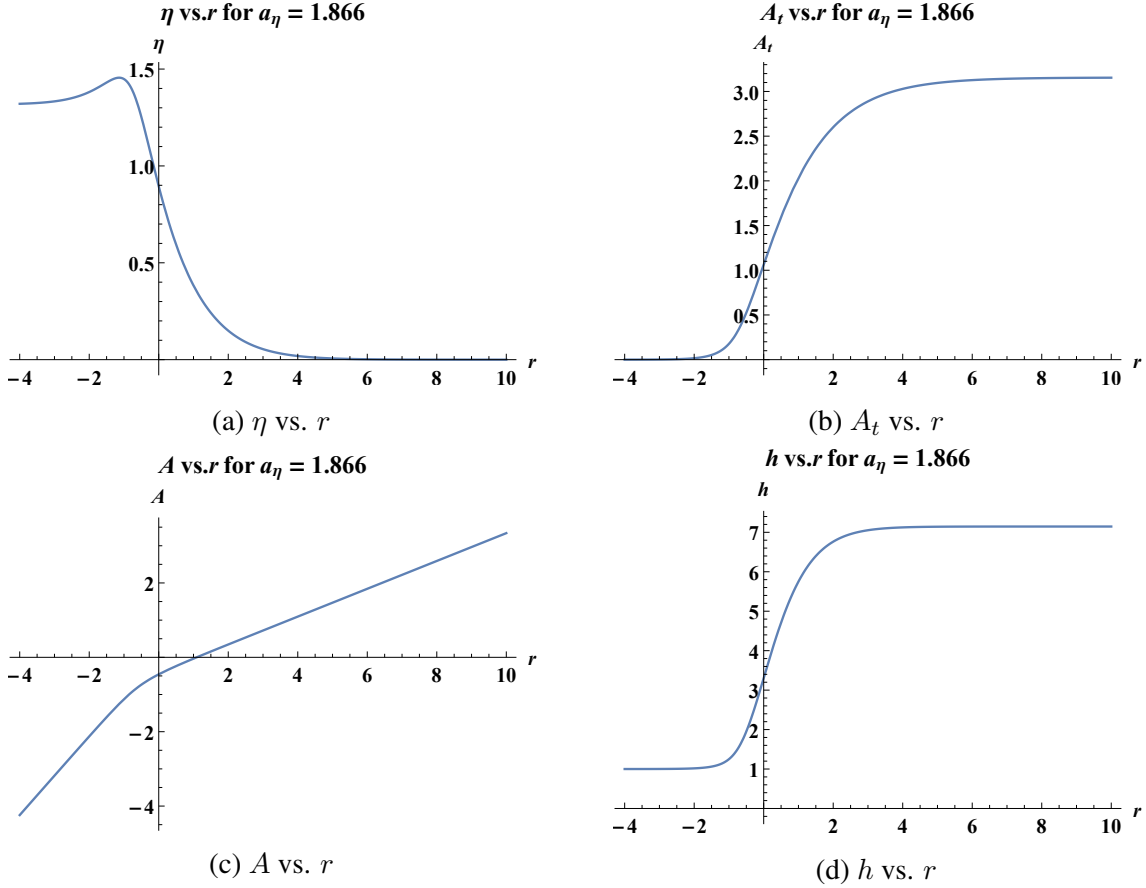 η vs.r for aη = 1.866
η
1.5
1.0
0.5
−4 −2 2 4 6 8 10 r
(a) η vs. r
At vs.r for aη = 1.866
At
3.0
2.5
2.0
1.5
1.0
0.5
−4 −2 2 4 6 8 10 r
(b) At vs. r
A vs.r for aη = 1.866
A
2
−4 −2 2 4 6 8 10 r
−2
−4
(c) A vs. r
h vs.r for aη = 1.866
h
7
6
5
4
3
2
1
−4 −2 2 4 6 8 10 r
(d) h vs. r